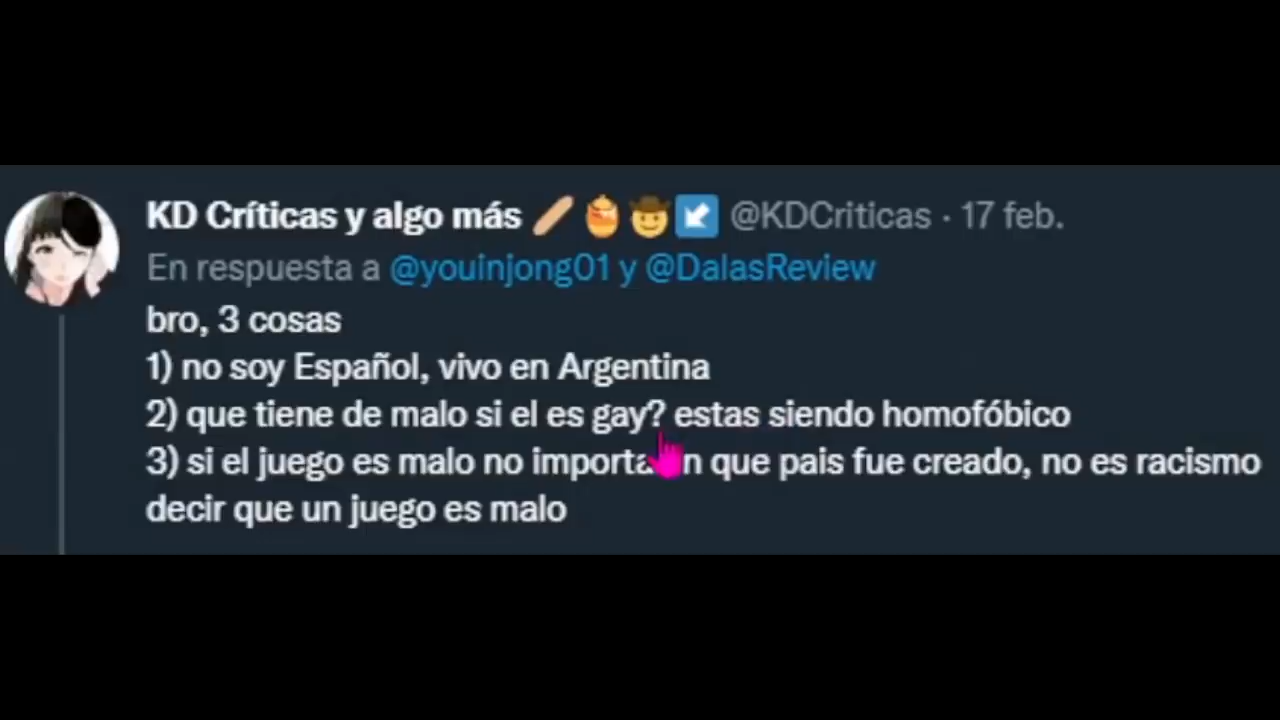 KD Críticas y algo más @KDCriticas · 17 feb.
En respuesta a @youinjong01 y @DalasReview
bro, 3 cosas
1) no soy Español, vivo en Argentina
2) que tiene de malo si el es gay? estas siendo homofóbico
3) si el juego es malo no importa n que pais fue creado, no es racismo
decir que un juego es malo